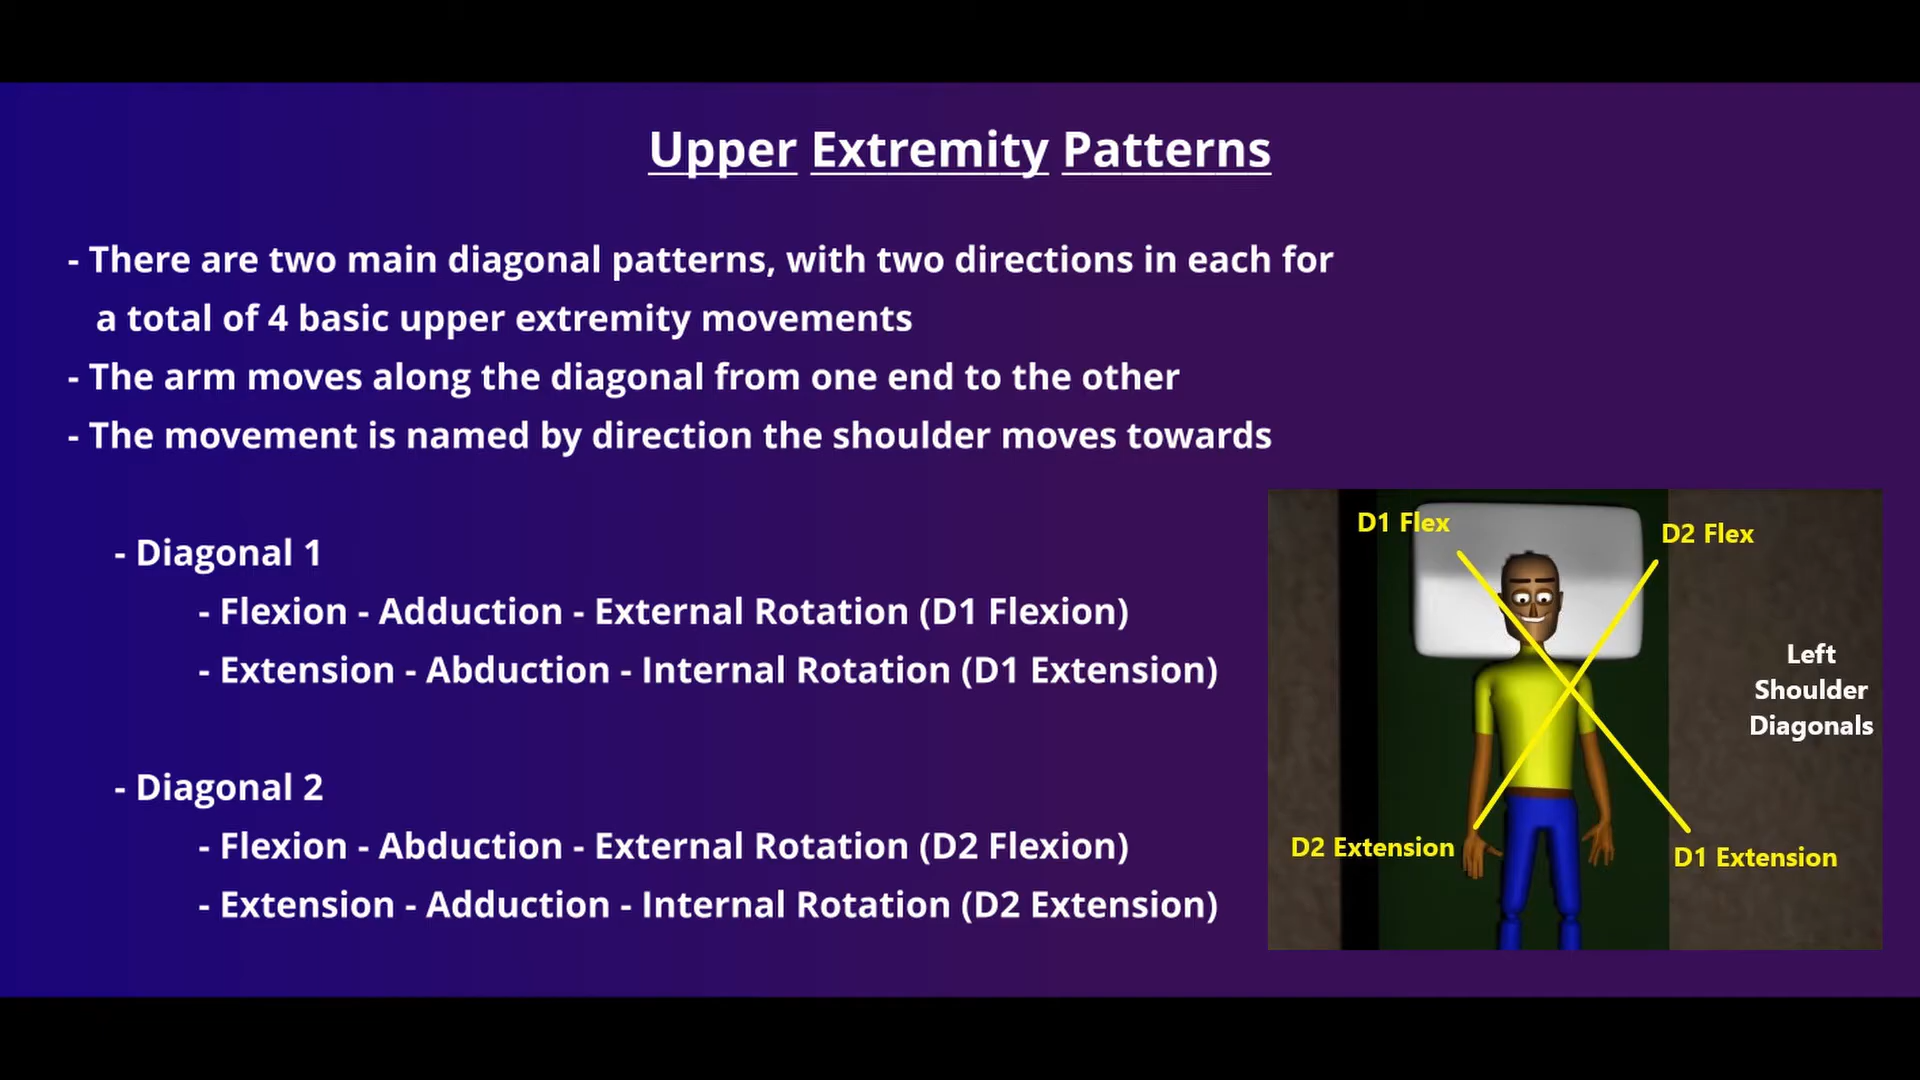 Upper Extremity Patterns
- There are two main diagonal patterns, with two directions in each for
a total of 4 basic upper extremity movements
- The arm moves along the diagonal from one end to the other
- The movement is named by direction the shoulder moves towards
- Diagonal 1
- Flexion - Adduction - External Rotation (D1 Flexion)
- Extension - Abduction - Internal Rotation (D1 Extension)
- Diagonal 2
- Flexion - Abduction - External Rotation (D2 Flexion)
- Extension - Adduction - Internal Rotation (D2 Extension)
D1 Flex
D2 Flex
Left
Shoulder
Diagonals
D2 Extension
D1 Extension